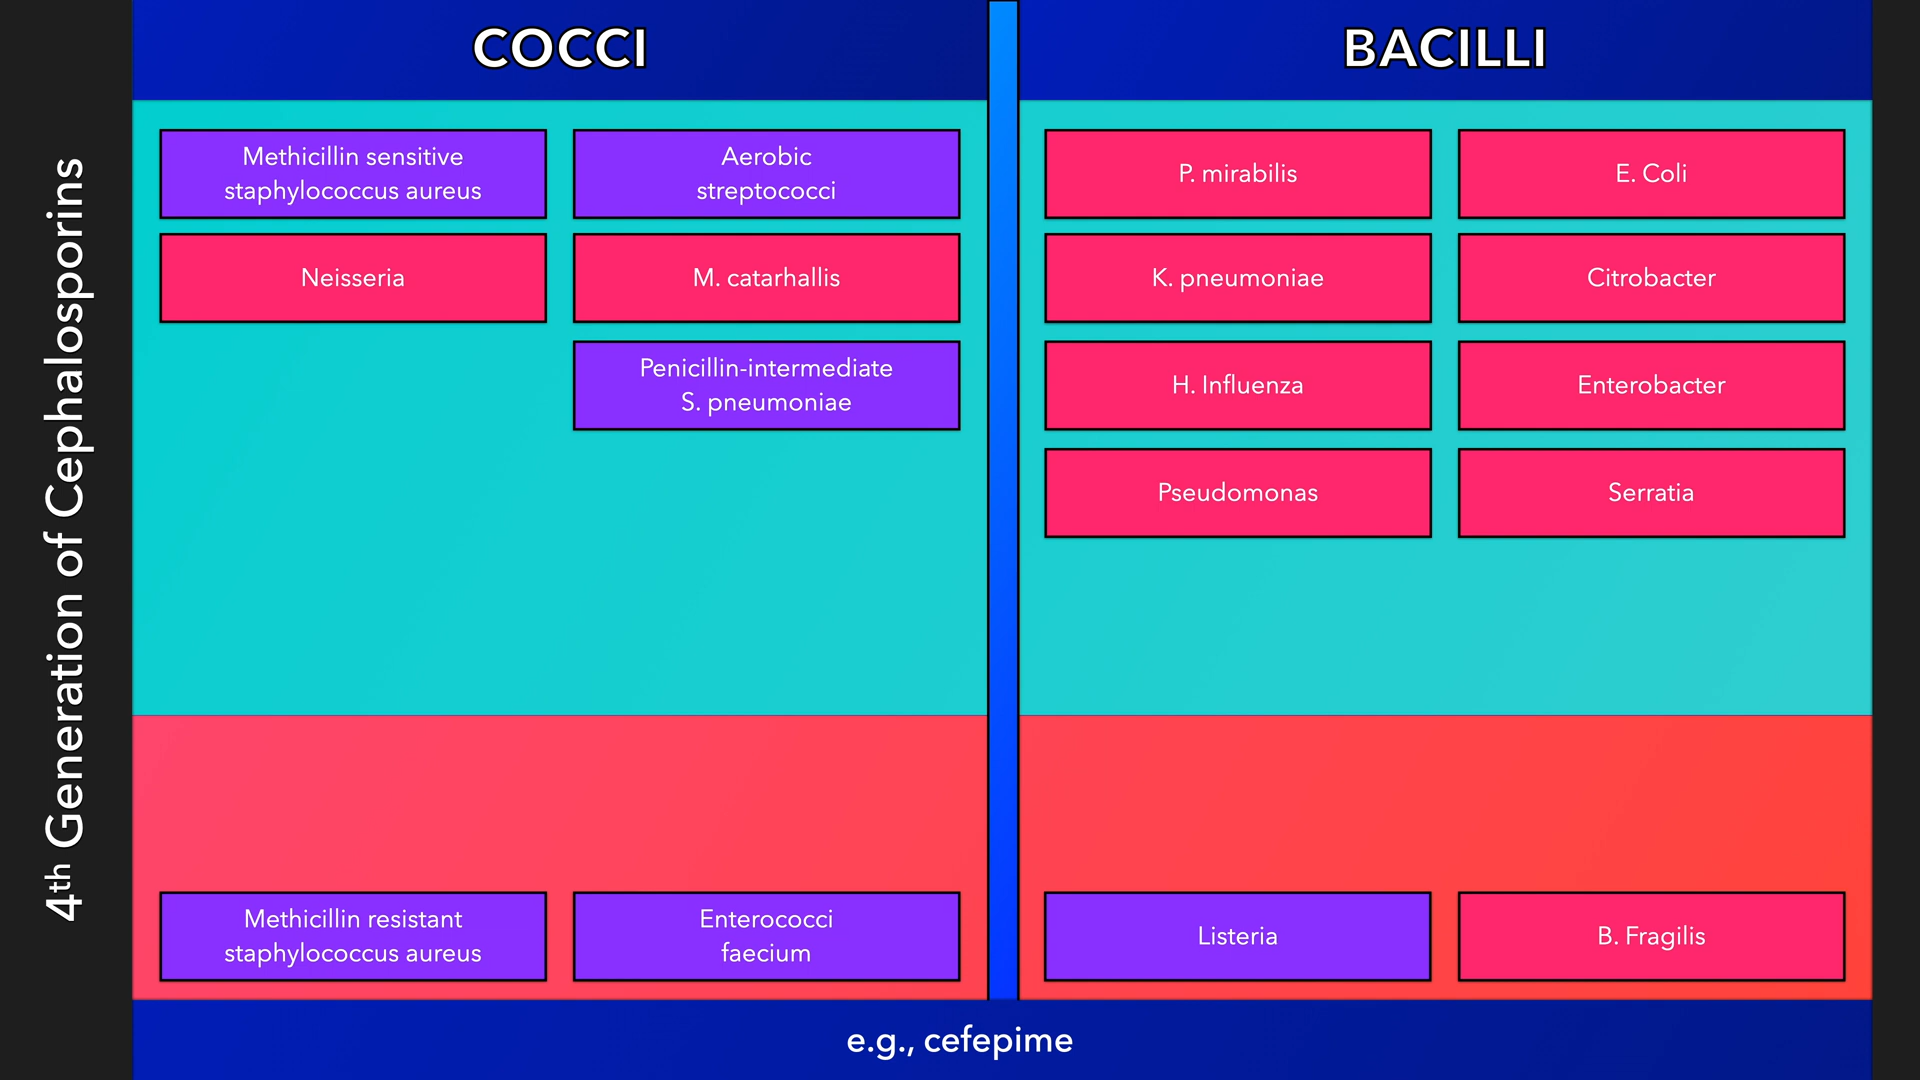 4th Generation of Cephalosporins
COCCI
Methicillin sensitive
staphylococcus aureus
Aerobic
streptococci
Neisseria
M. catarhallis
Penicillin-intermediate
S. pneumoniae
Methicillin resistant
staphylococcus aureus
Enterococci
faecium
BACILLI
P. mirabilis
E. Coli
K. pneumoniae
Citrobacter
H. Influenza
Enterobacter
Pseudomonas
Serratia
Listeria
B. Fragilis
e.g., cefepime